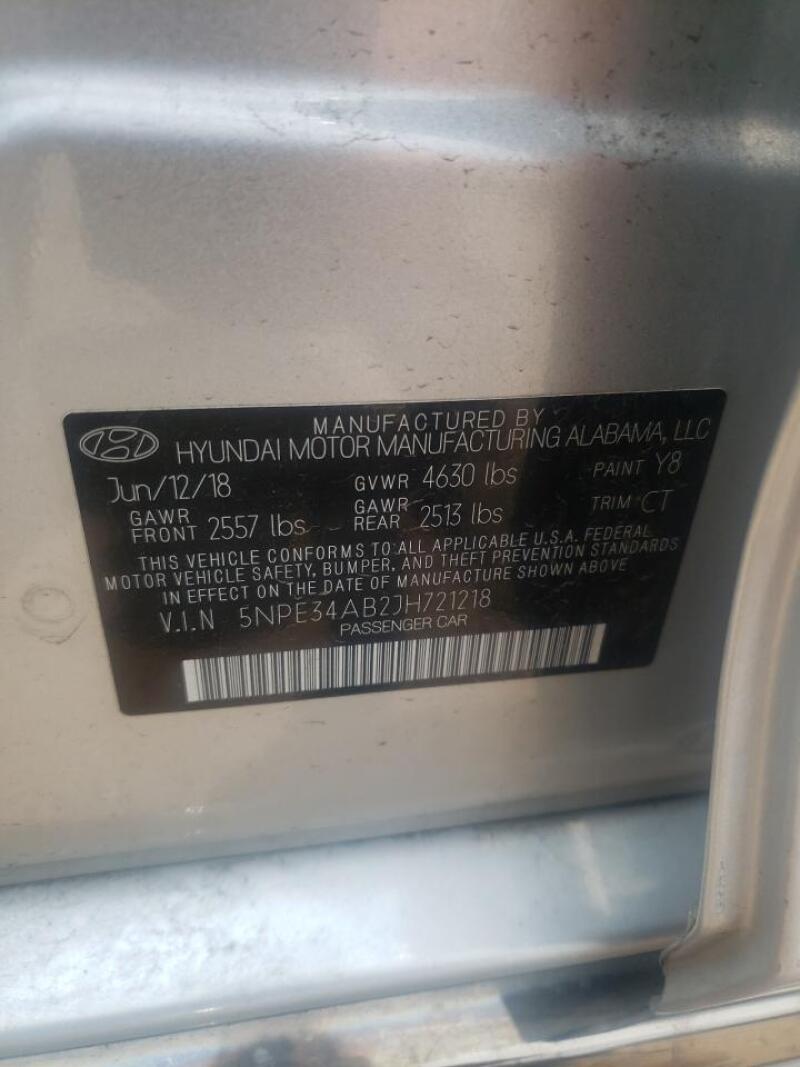 MANUFACTURED BY
HYUNDAI MOTOR MANUFACTURING ALABAMA, LLC
Jun/12/18 GVWR 4630 lbs PAINT Y8
GAWR FRONT 2557 lbs GAWR REAR 2513 lbs TRIM CT
THIS VEHICLE CONFORMS TO ALL APPLICABLE U.S.A. FEDERAL
MOTOR VEHICLE SAFETY, BUMPER, AND THEFT PREVENTION STANDARDS
IN EFFECT ON THE DATE OF MANUFACTURE SHOWN ABOVE
V.I.N 5NPE34AB2JH721218
PASSENGER CAR